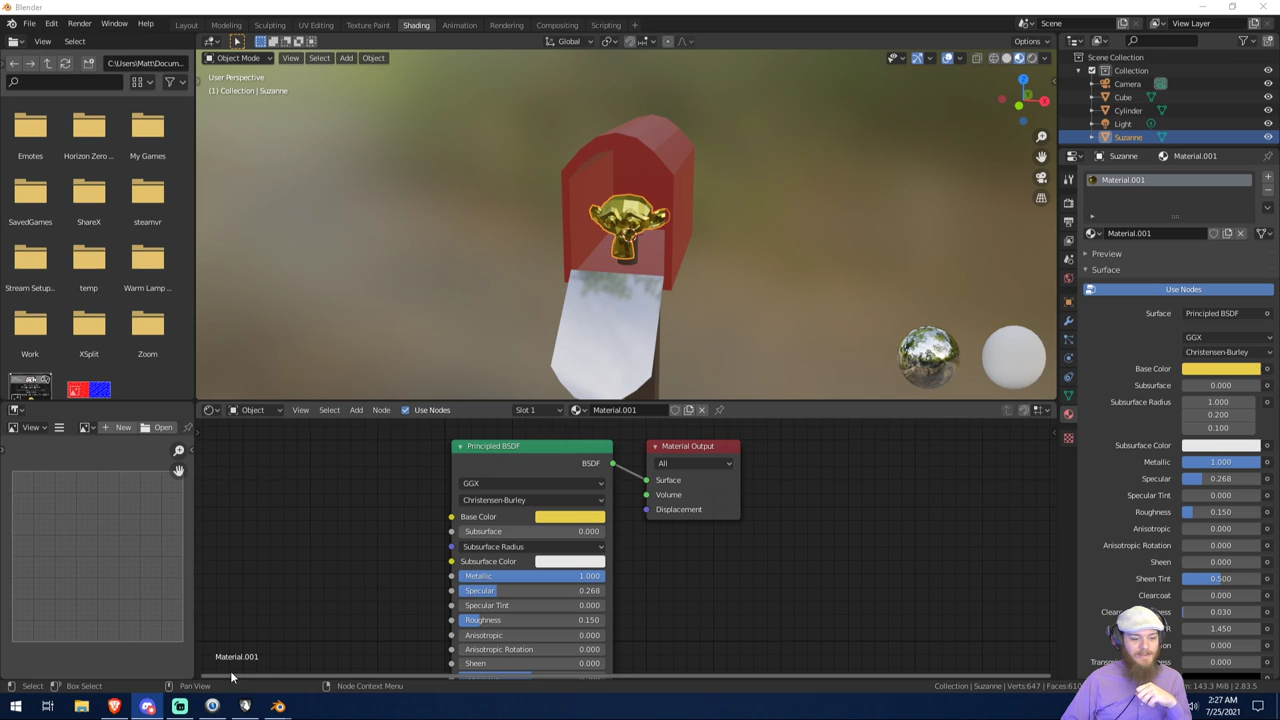 Blender
File Edit Render Window Help Layout Modeling Sculpting UV Editing Texture Paint Shading Animation Rendering Compositing Scripting Scene View Layer
View Select Global Options
C:\Users\Matt\Docum... Object Mode View Select Add Object
User Perspective
(1) Collection | Suzanne
Emotes Horizon Zero ... My Games
SavedGames ShareX steamvr
Stream Setup... temp Warm Lamp ...
Work XSplit Zoom
Scene Collection
Collection
Camera
Cube
Cylinder
Light
Suzanne
Suzanne Material.001
Material.001
Material.001
Preview
Surface
Use Nodes
Surface Principled BSDF
GGX
Christensen-Burley
Base Color
Subsurface 0.000
Subsurface Radius 1.000
0.200
0.100
Subsurface Color
Metallic 1.000
Specular 0.268
Specular Tint 0.000
Roughness 0.150
Anisotropic 0.000
Anisotropic Rotation 0.000
Sheen 0.000
Sheen Tint 0.500
Clearcoat 0.000
0.030
1.450
0.000
0.000
Object View Select Add Node Use Nodes Slot 1 Material.001
View New Open
Principled BSDF
BSDF
GGX
Christensen-Burley
Base Color
Subsurface 0.000
Subsurface Radius
Subsurface Color
Metallic 1.000
Specular 0.268
Specular Tint 0.000
Roughness 0.150
Anisotropic 0.000
Anisotropic Rotation 0.000
Sheen 0.000
Material Output
All
Surface
Volume
Displacement
Material.001
Select Box Select Pan View Node Context Menu Collection | Suzanne | Verts:647
143.3 MiB | 2.83.5
2:27 AM
7/25/2021